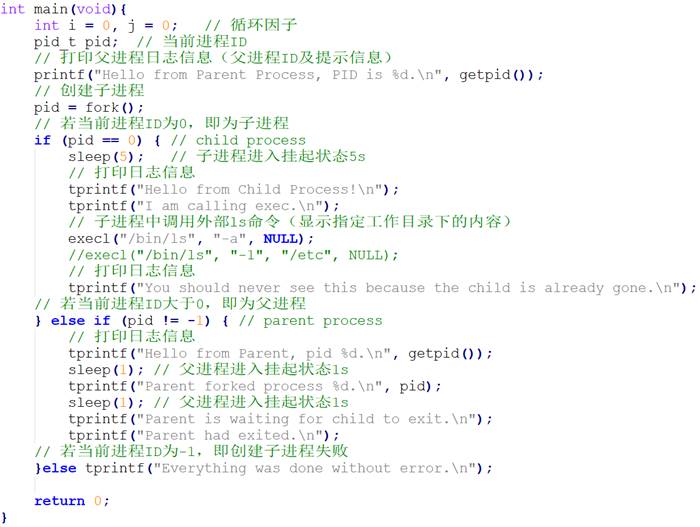 int main(void){
    int i = 0, j = 0;   // 循环因子
    pid_t pid;  // 当前进程ID
    // 打印父进程日志信息（父进程ID及提示信息）
    printf("Hello from Parent Process, PID is %d.\n", getpid());
    // 创建子进程
    pid = fork();
    // 若当前进程ID为0，即为子进程
    if (pid == 0) { // child process
        sleep(5);   // 子进程进入挂起状态5s
        // 打印日志信息
        tprintf("Hello from Child Process!\n");
        tprintf("I am calling exec.\n");
        // 子进程中调用外部ls命令（显示指定工作目录下的内容）
        execl("/bin/ls", "-a", NULL);
        //execl("/bin/ls", "-l", "/etc", NULL);
        // 打印日志信息
        tprintf("You should never see this because the child is already gone.\n");
    // 若当前进程ID大于0，即为父进程
    } else if (pid != -1) { // parent process
        // 打印日志信息
        tprintf("Hello from Parent, pid %d.\n", getpid());
        sleep(1); // 父进程进入挂起状态1s
        tprintf("Parent forked process %d.\n", pid);
        sleep(1); // 父进程进入挂起状态1s
        tprintf("Parent is waiting for child to exit.\n");
        tprintf("Parent had exited.\n");
    // 若当前进程ID为-1，即创建子进程失败
    }else tprintf("Everything was done without error.\n");
    return 0;
}